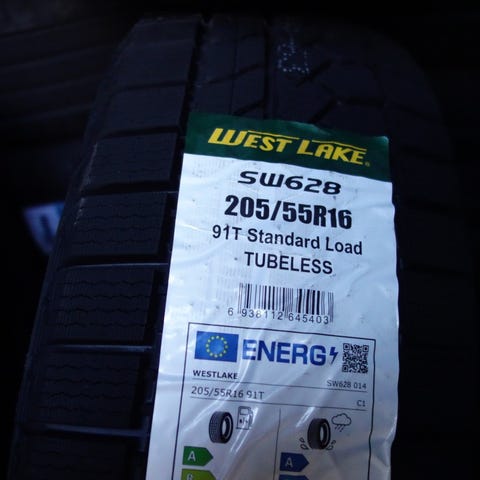 WEST LAKE
SW628
205/55R16
91T Standard Load
TUBELESS
6 938112 645403
ENERG
WESTLAKE SW628 014
205/55R16 91T C1
A A
B